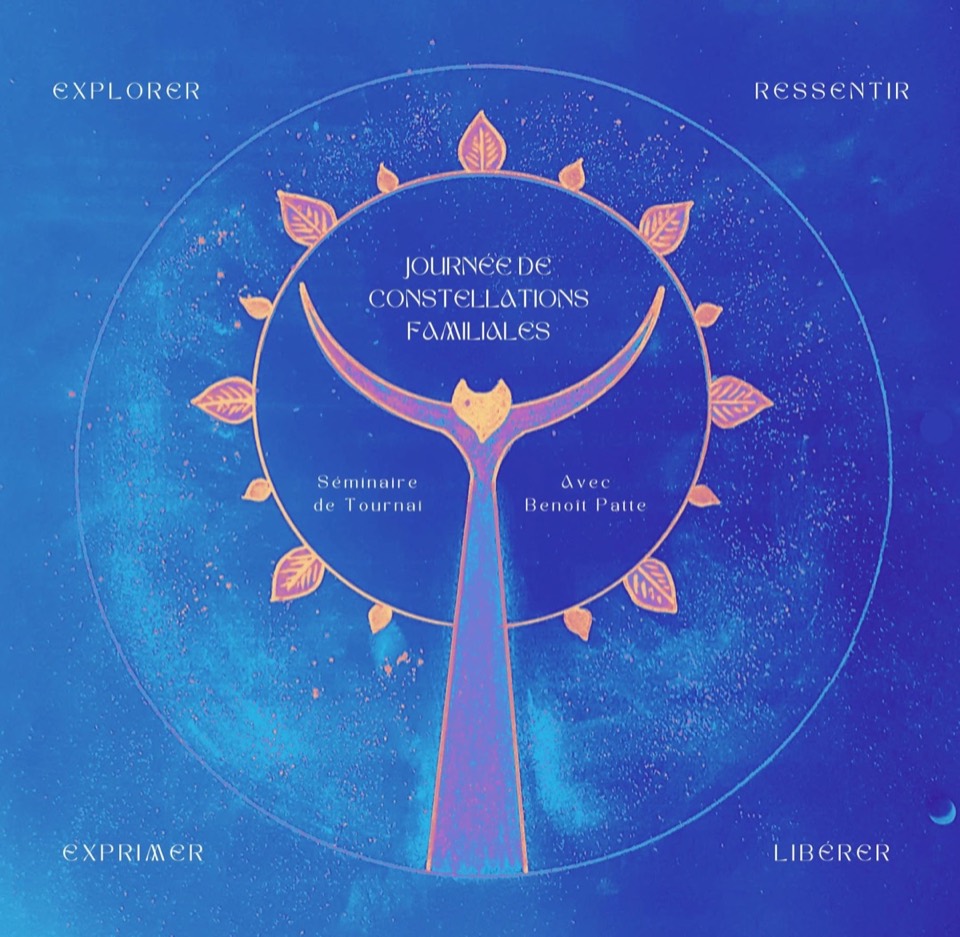 EXPLORER
RESSENTIR
JOURNÉE DE
CONSTELLATIONS
FAMILIALES
Séminaire
de Tournai
Avec
Benoît Patte
EXPRIMER
LIBÉRER